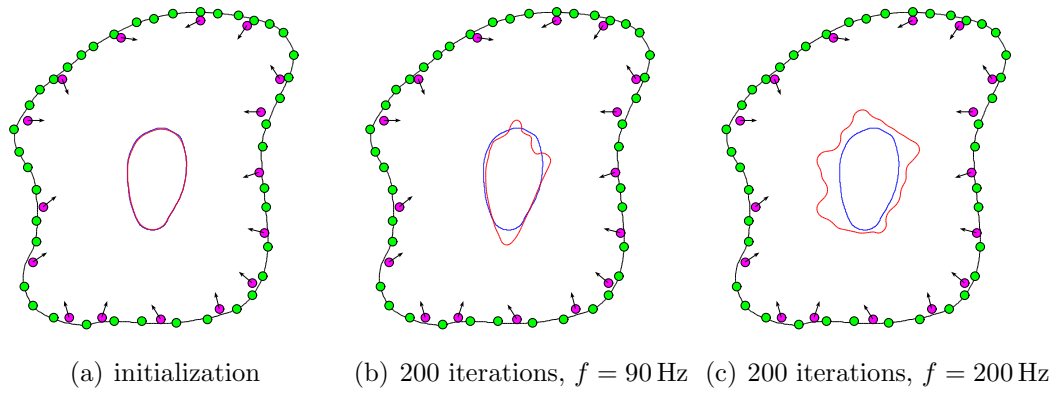 (a) initialization
(b) 200 iterations, f = 90 Hz
(c) 200 iterations, f = 200 Hz